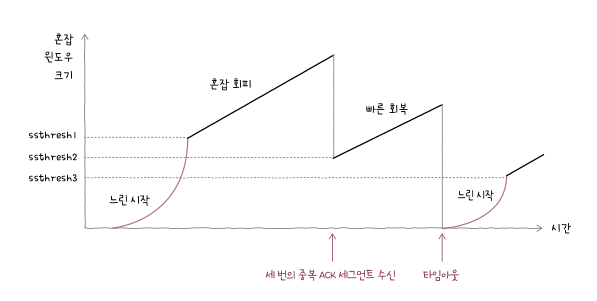 혼잡
윈도우
크기
혼잡 회피
빠른 회복
ssthresh1
ssthresh2
ssthresh3
느린 시작
느린 시작
시간
세 번의 중복 ACK 세그먼트 수신
타임아웃